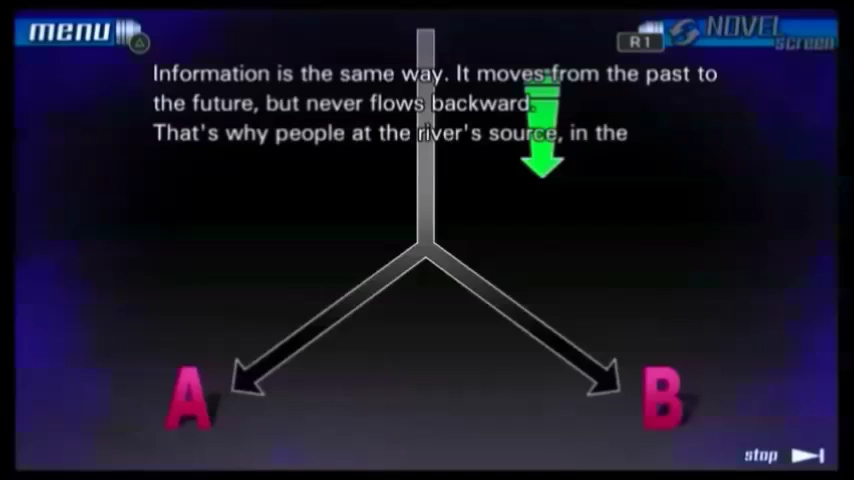 menu
R1
NOVEL
screen
Information is the same way. It moves from the past to
the future, but never flows backward.
That's why people at the river's source, in the
A
B
stop